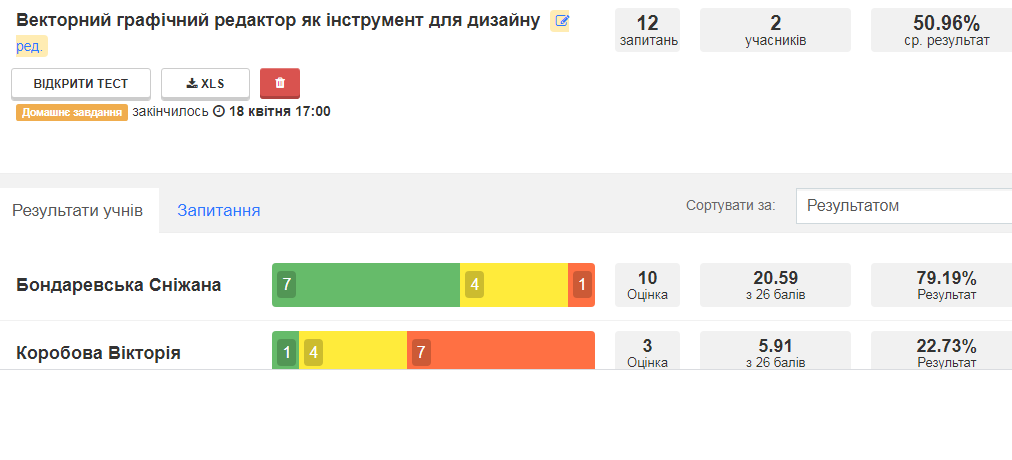 Векторний графічний редактор як інструмент для дизайну
ред.
12
запитань
2
учасників
50.96%
ср. результат
ВІДКРИТИ ТЕСТ
XLS
Домашнє завдання закінчилось 18 квітня 17:00
Результати учнів
Запитання
Сортувати за:
Результатом
Бондаревська Сніжана
7
4
1
10
Оцінка
20.59
з 26 балів
79.19%
Результат
Коробова Вікторія
1
4
7
3
Оцінка
5.91
з 26 балів
22.73%
Результат